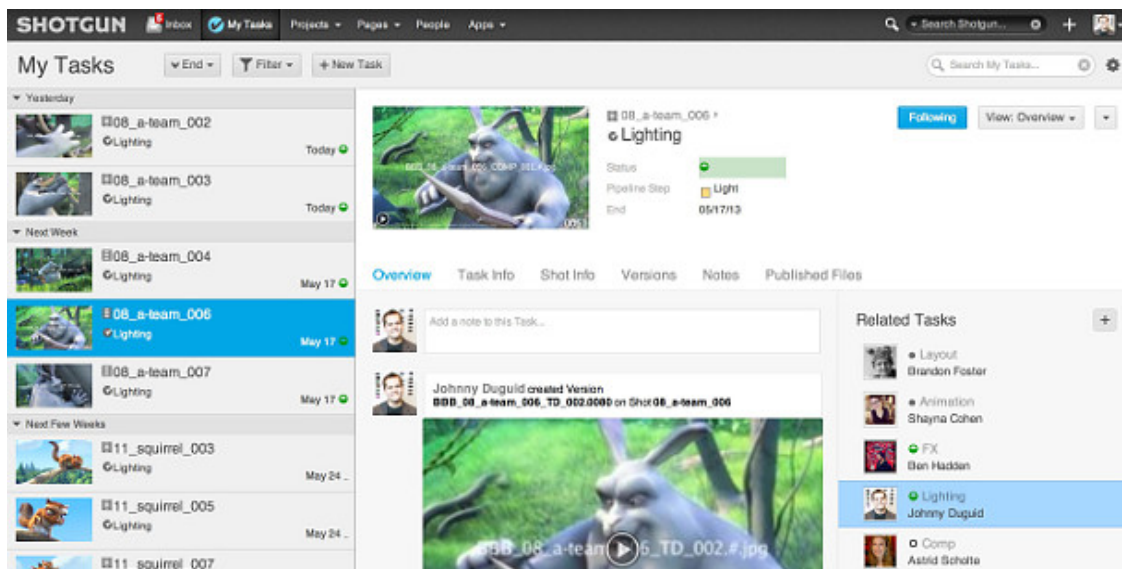 SHOTGUN Inbox My Tasks Projects Pages People Apps Search Shotgun...
My Tasks End Filter + New Task Search My Tasks...
Yesterday
08_a-team_002
Lighting
Today
08_a-team_003
Lighting
Today
Next Week
08_a-team_004
Lighting
May 17
08_a-team_006
Lighting
May 17
08_a-team_007
Lighting
May 17
Next Few Weeks
11_squirrel_003
Lighting
May 24 ..
11_squirrel_005
Lighting
May 24 ..
11_squirrel_007
08_a-team_006
Lighting
Status
Pipeline Step Light
End 05/17/13
Following View: Overview
Overview Task Info Shot Info Versions Notes Published Files
Add a note to this Task...
Johnny Duguid created Version
BBB_08_a-team_006_TD_002.0080 on Shot 08_a-team_006
BBB_08_a-team_006_TD_002.#.jpg
Related Tasks +
Layout
Brandon Foster
Animation
Shayna Cohen
FX
Ben Hadden
Lighting
Johnny Duguid
Comp
Astrid Scholte